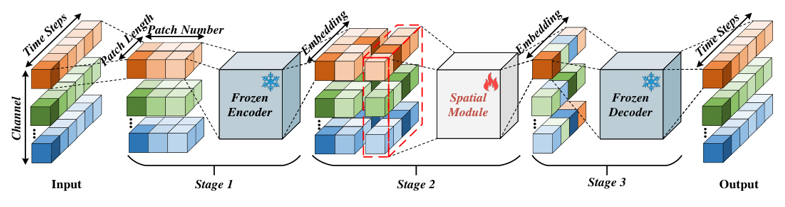 Time Steps
Channel
Input
Patch Length
Patch Number
Frozen
Encoder
Stage 1
Embedding
Spatial
Module
Stage 2
Embedding
Frozen
Decoder
Stage 3
Time Steps
Output